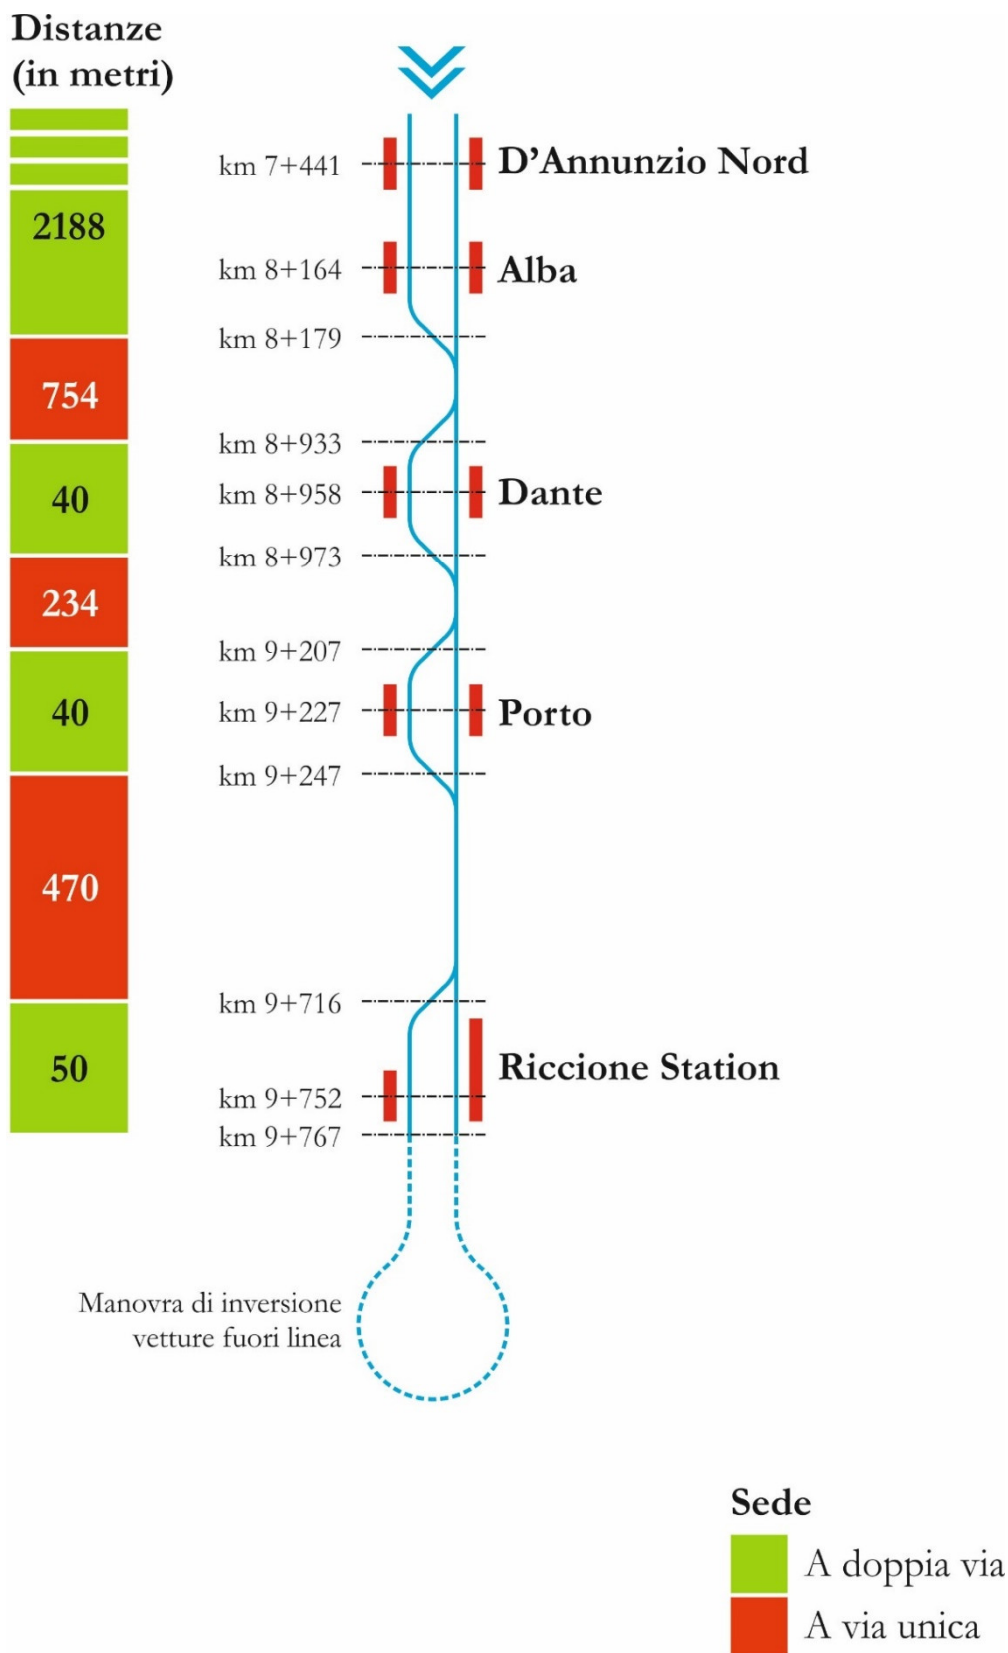 Distanze
(in metri)
km 7+441
D'Annunzio Nord
2188
km 8+164
Alba
km 8+179
754
km 8+933
40
km 8+958
Dante
km 8+973
234
km 9+207
40
km 9+227
Porto
km 9+247
470
km 9+716
50
Riccione Station
km 9+752
km 9+767
Manovra di inversione
vetture fuori linea
Sede
A doppia via
A via unica